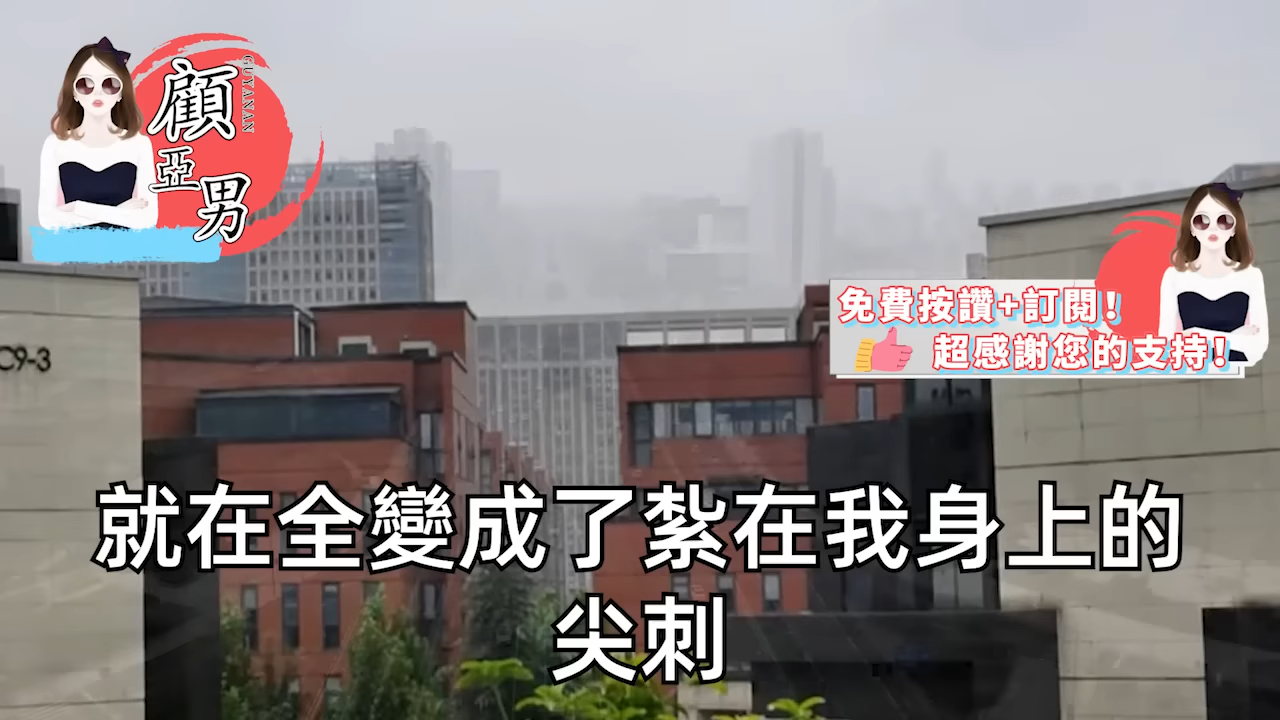 顧亞男
GUYANAN
免費按讚+訂閱!
超感謝您的支持!
C9-3
就在全變成了紮在我身上的
尖刺